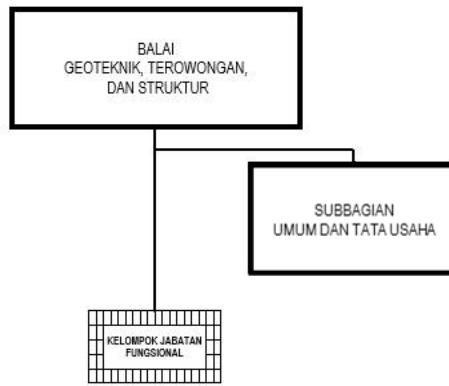 BALAI
GEOTEKNIK, TEROWONGAN,
DAN STRUKTUR
SUBBAGIAN
UMUM DAN TATA USAHA
KELOMPOK JABATAN
FUNGSIONAL